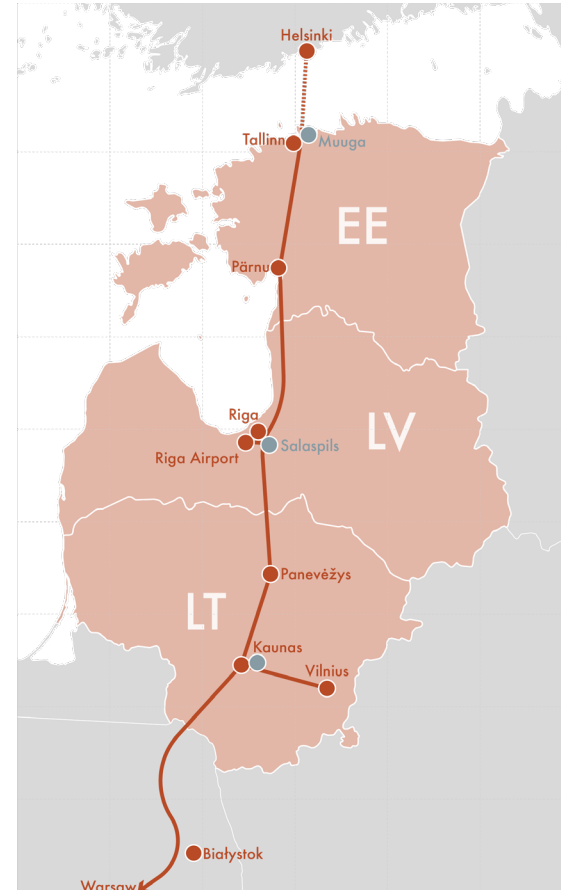 Helsinki
Tallinn
Muuga
EE
Pärnu
Riga
LV
Salaspils
Riga Airport
Panevėžys
LT
Kaunas
Vilnius
Białystok
Warsaw